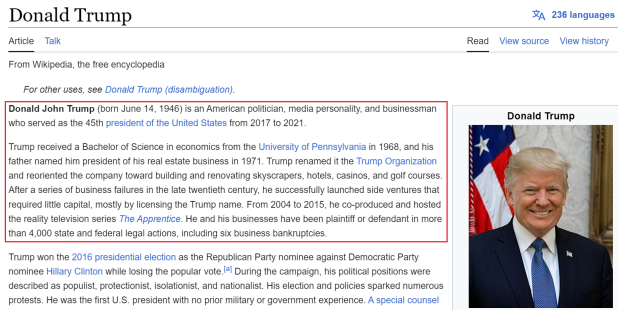 Donald Trump
236 languages
Article Talk
Read View source View history
From Wikipedia, the free encyclopedia
For other uses, see Donald Trump (disambiguation).
Donald John Trump (born June 14, 1946) is an American politician, media personality, and businessman
who served as the 45th president of the United States from 2017 to 2021.
Trump received a Bachelor of Science in economics from the University of Pennsylvania in 1968, and his
father named him president of his real estate business in 1971. Trump renamed it the Trump Organization
and reoriented the company toward building and renovating skyscrapers, hotels, casinos, and golf courses.
After a series of business failures in the late twentieth century, he successfully launched side ventures that
required little capital, mostly by licensing the Trump name. From 2004 to 2015, he co-produced and hosted
the reality television series The Apprentice. He and his businesses have been plaintiff or defendant in more
than 4,000 state and federal legal actions, including six business bankruptcies.
Trump won the 2016 presidential election as the Republican Party nominee against Democratic Party
nominee Hillary Clinton while losing the popular vote.[a] During the campaign, his political positions were
described as populist, protectionist, isolationist, and nationalist. His election and policies sparked numerous
protests. He was the first U.S. president with no prior military or government experience. A special counsel
Donald Trump